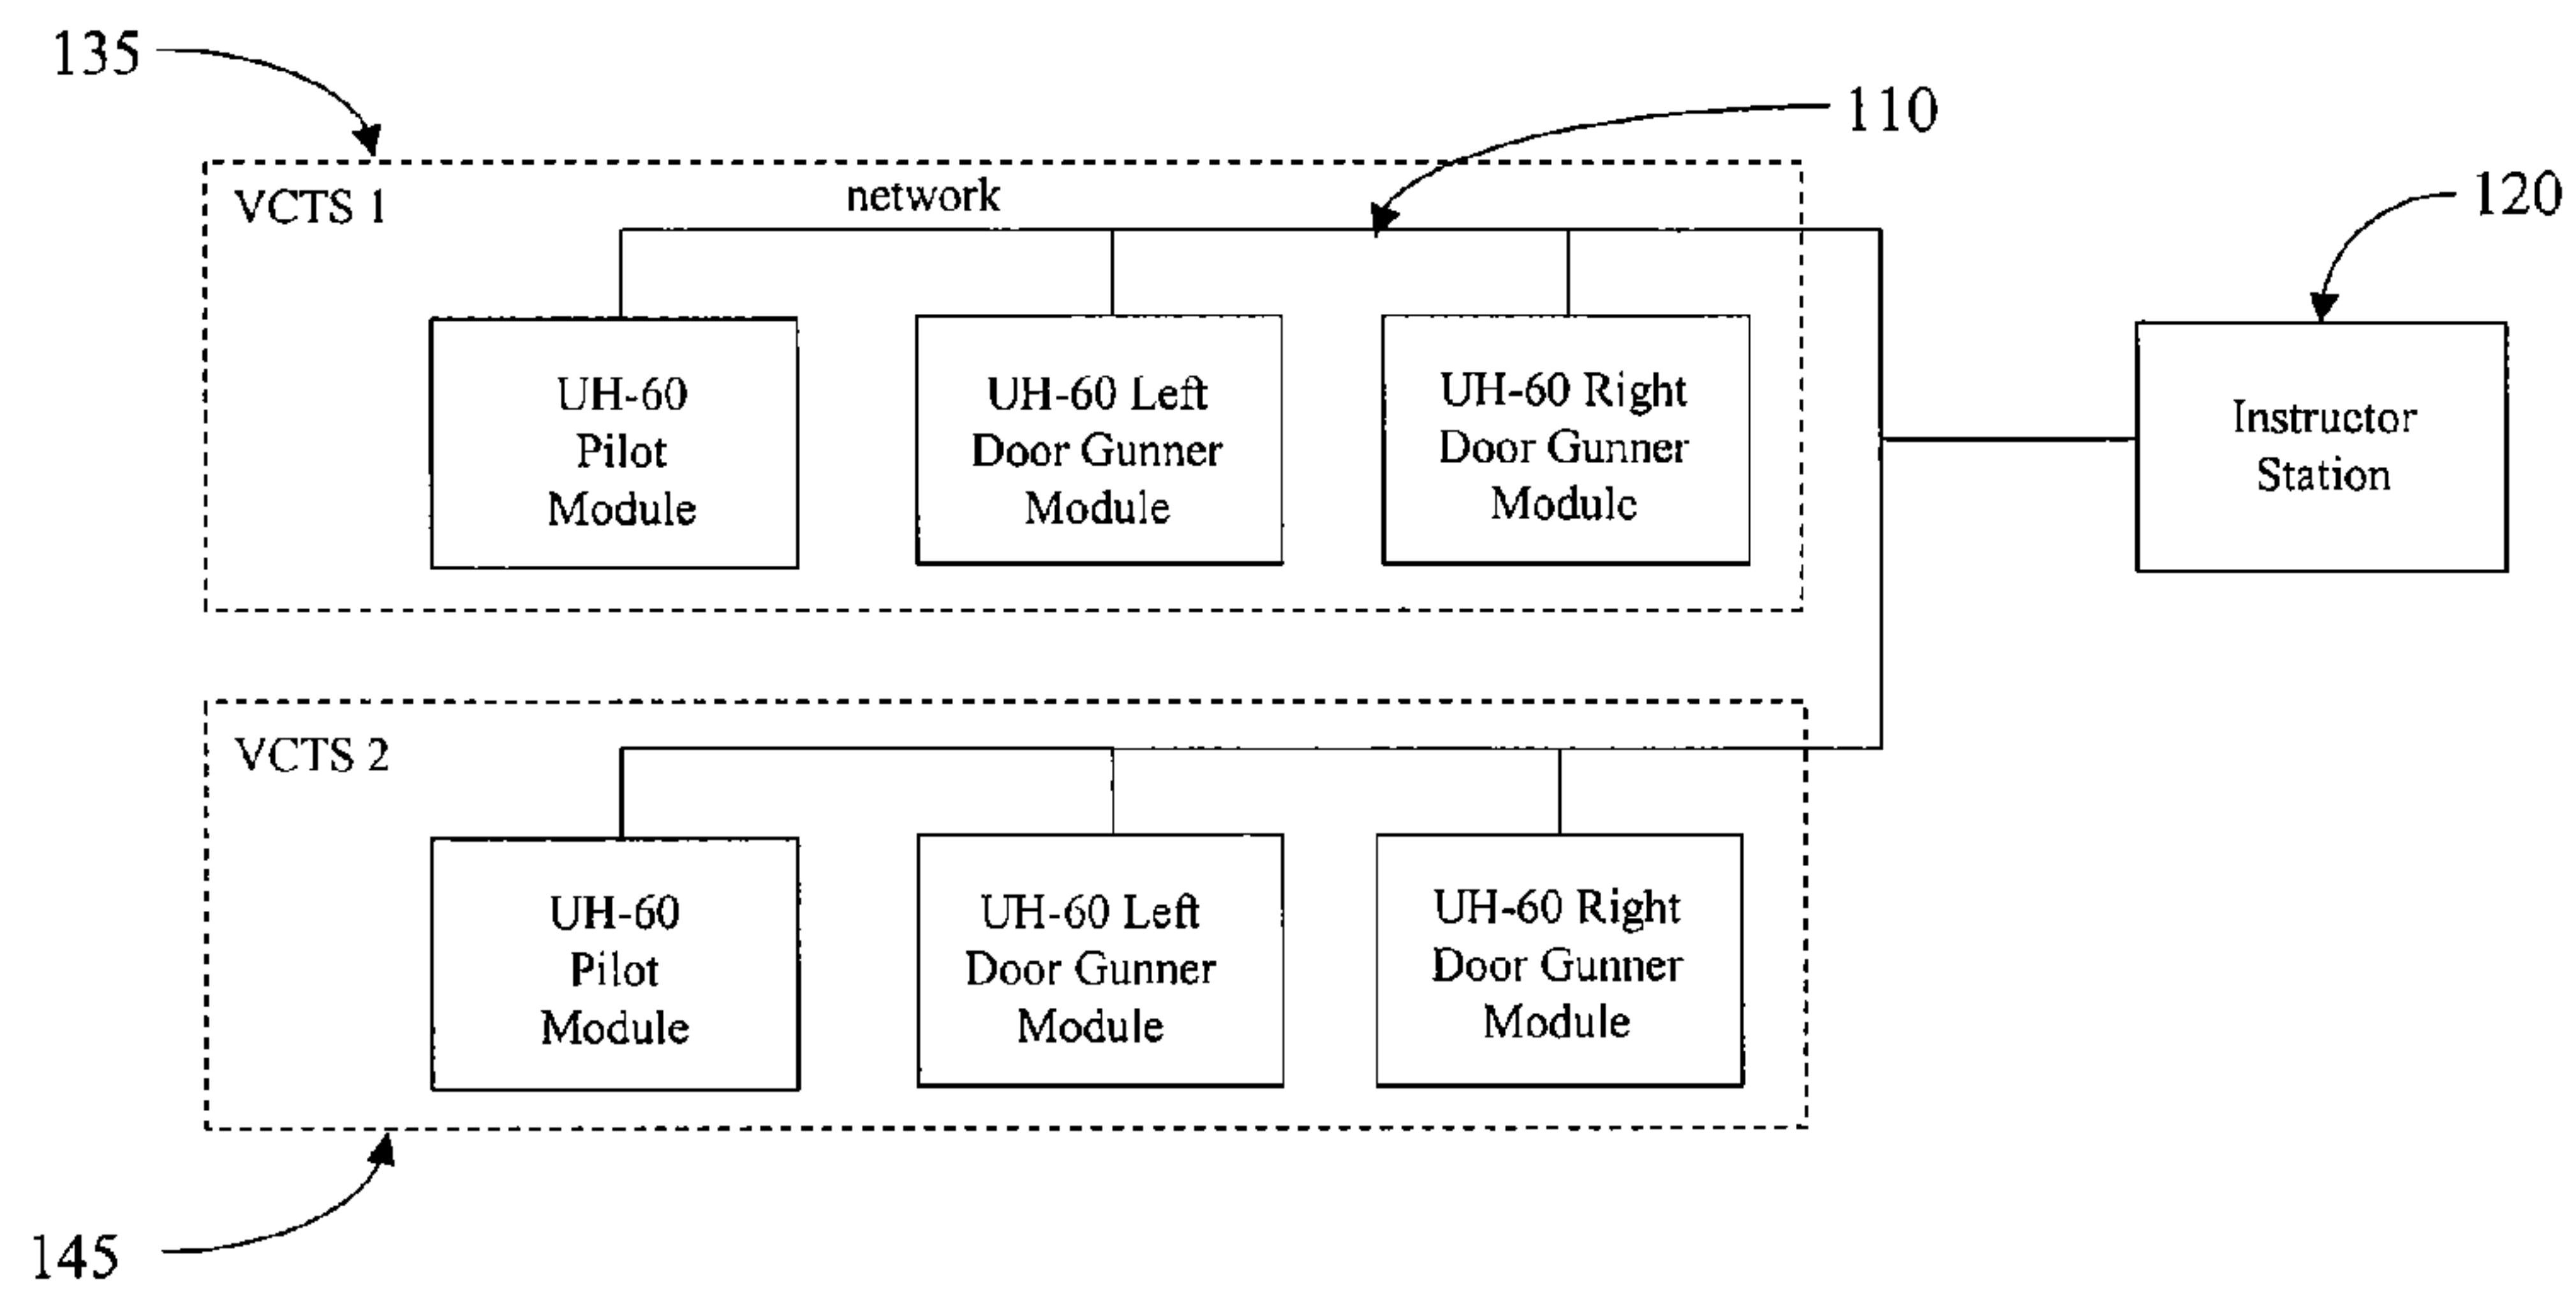 135
110
VCTS 1
network
120
UH-60
Pilot
Module
UH-60 Left
Door Gunner
Module
UH-60 Right
Door Gunner
Module
Instructor
Station
VCTS 2
UH-60
Pilot
Module
UH-60 Left
Door Gunner
Module
UH-60 Right
Door Gunner
Module
145